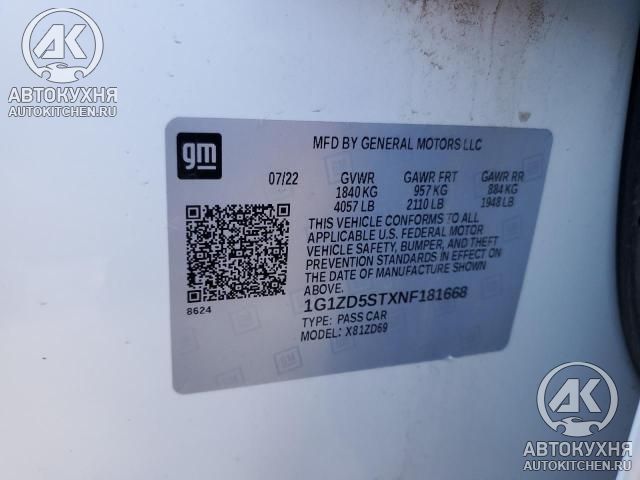 AK
АВТОКУХНЯ
AUTOKITCHEN.RU
gm
MFD BY GENERAL MOTORS LLC
07/22 GVWR GAWR FRT GAWR RR
1840 KG 957 KG 884 KG
4057 LB 2110 LB 1948 LB
THIS VEHICLE CONFORMS TO ALL
APPLICABLE U.S. FEDERAL MOTOR
VEHICLE SAFETY, BUMPER, AND THEFT
PREVENTION STANDARDS IN EFFECT ON
THE DATE OF MANUFACTURE SHOWN
ABOVE.
8624
1G1ZD5STXNF181668
TYPE: PASS CAR
MODEL: X81ZD69
AK
АВТОКУХНЯ
AUTOKITCHEN.RU